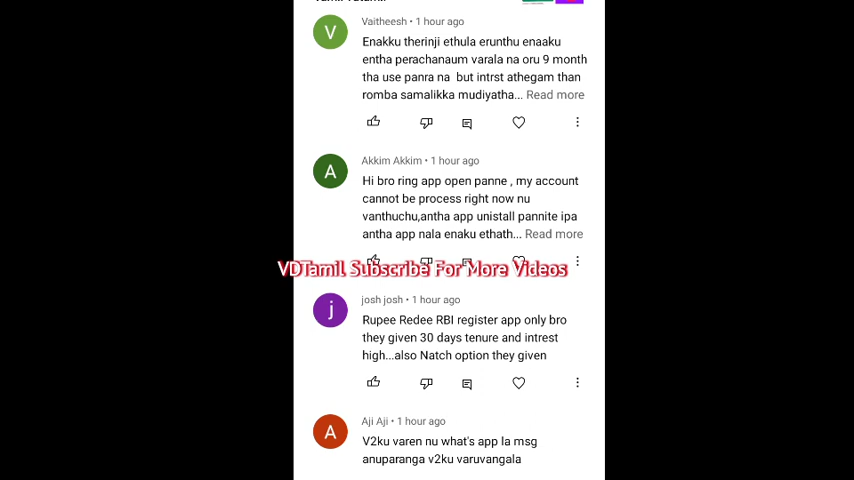 Vaitheesh • 1 hour ago
V
Enakku therinji ethula erunthu enaaku
entha perachanaum varala na oru 9 month
tha use panra na but intrst athegam than
romba samalikka mudiyatha... Read more
Akkim Akkim • 1 hour ago
A
Hi bro ring app open panne , my account
cannot be process right now nu
vanthuchu,antha app unistall pannite ipa
antha app nala enaku ethath... Read more
VDTamil Subscribe For More Videos
josh josh • 1 hour ago
j
Rupee Redee RBI register app only bro
they given 30 days tenure and intrest
high...also Natch option they given
Aji Aji • 1 hour ago
A
V2ku varen nu what's app la msg
anuparanga v2ku varuvangala